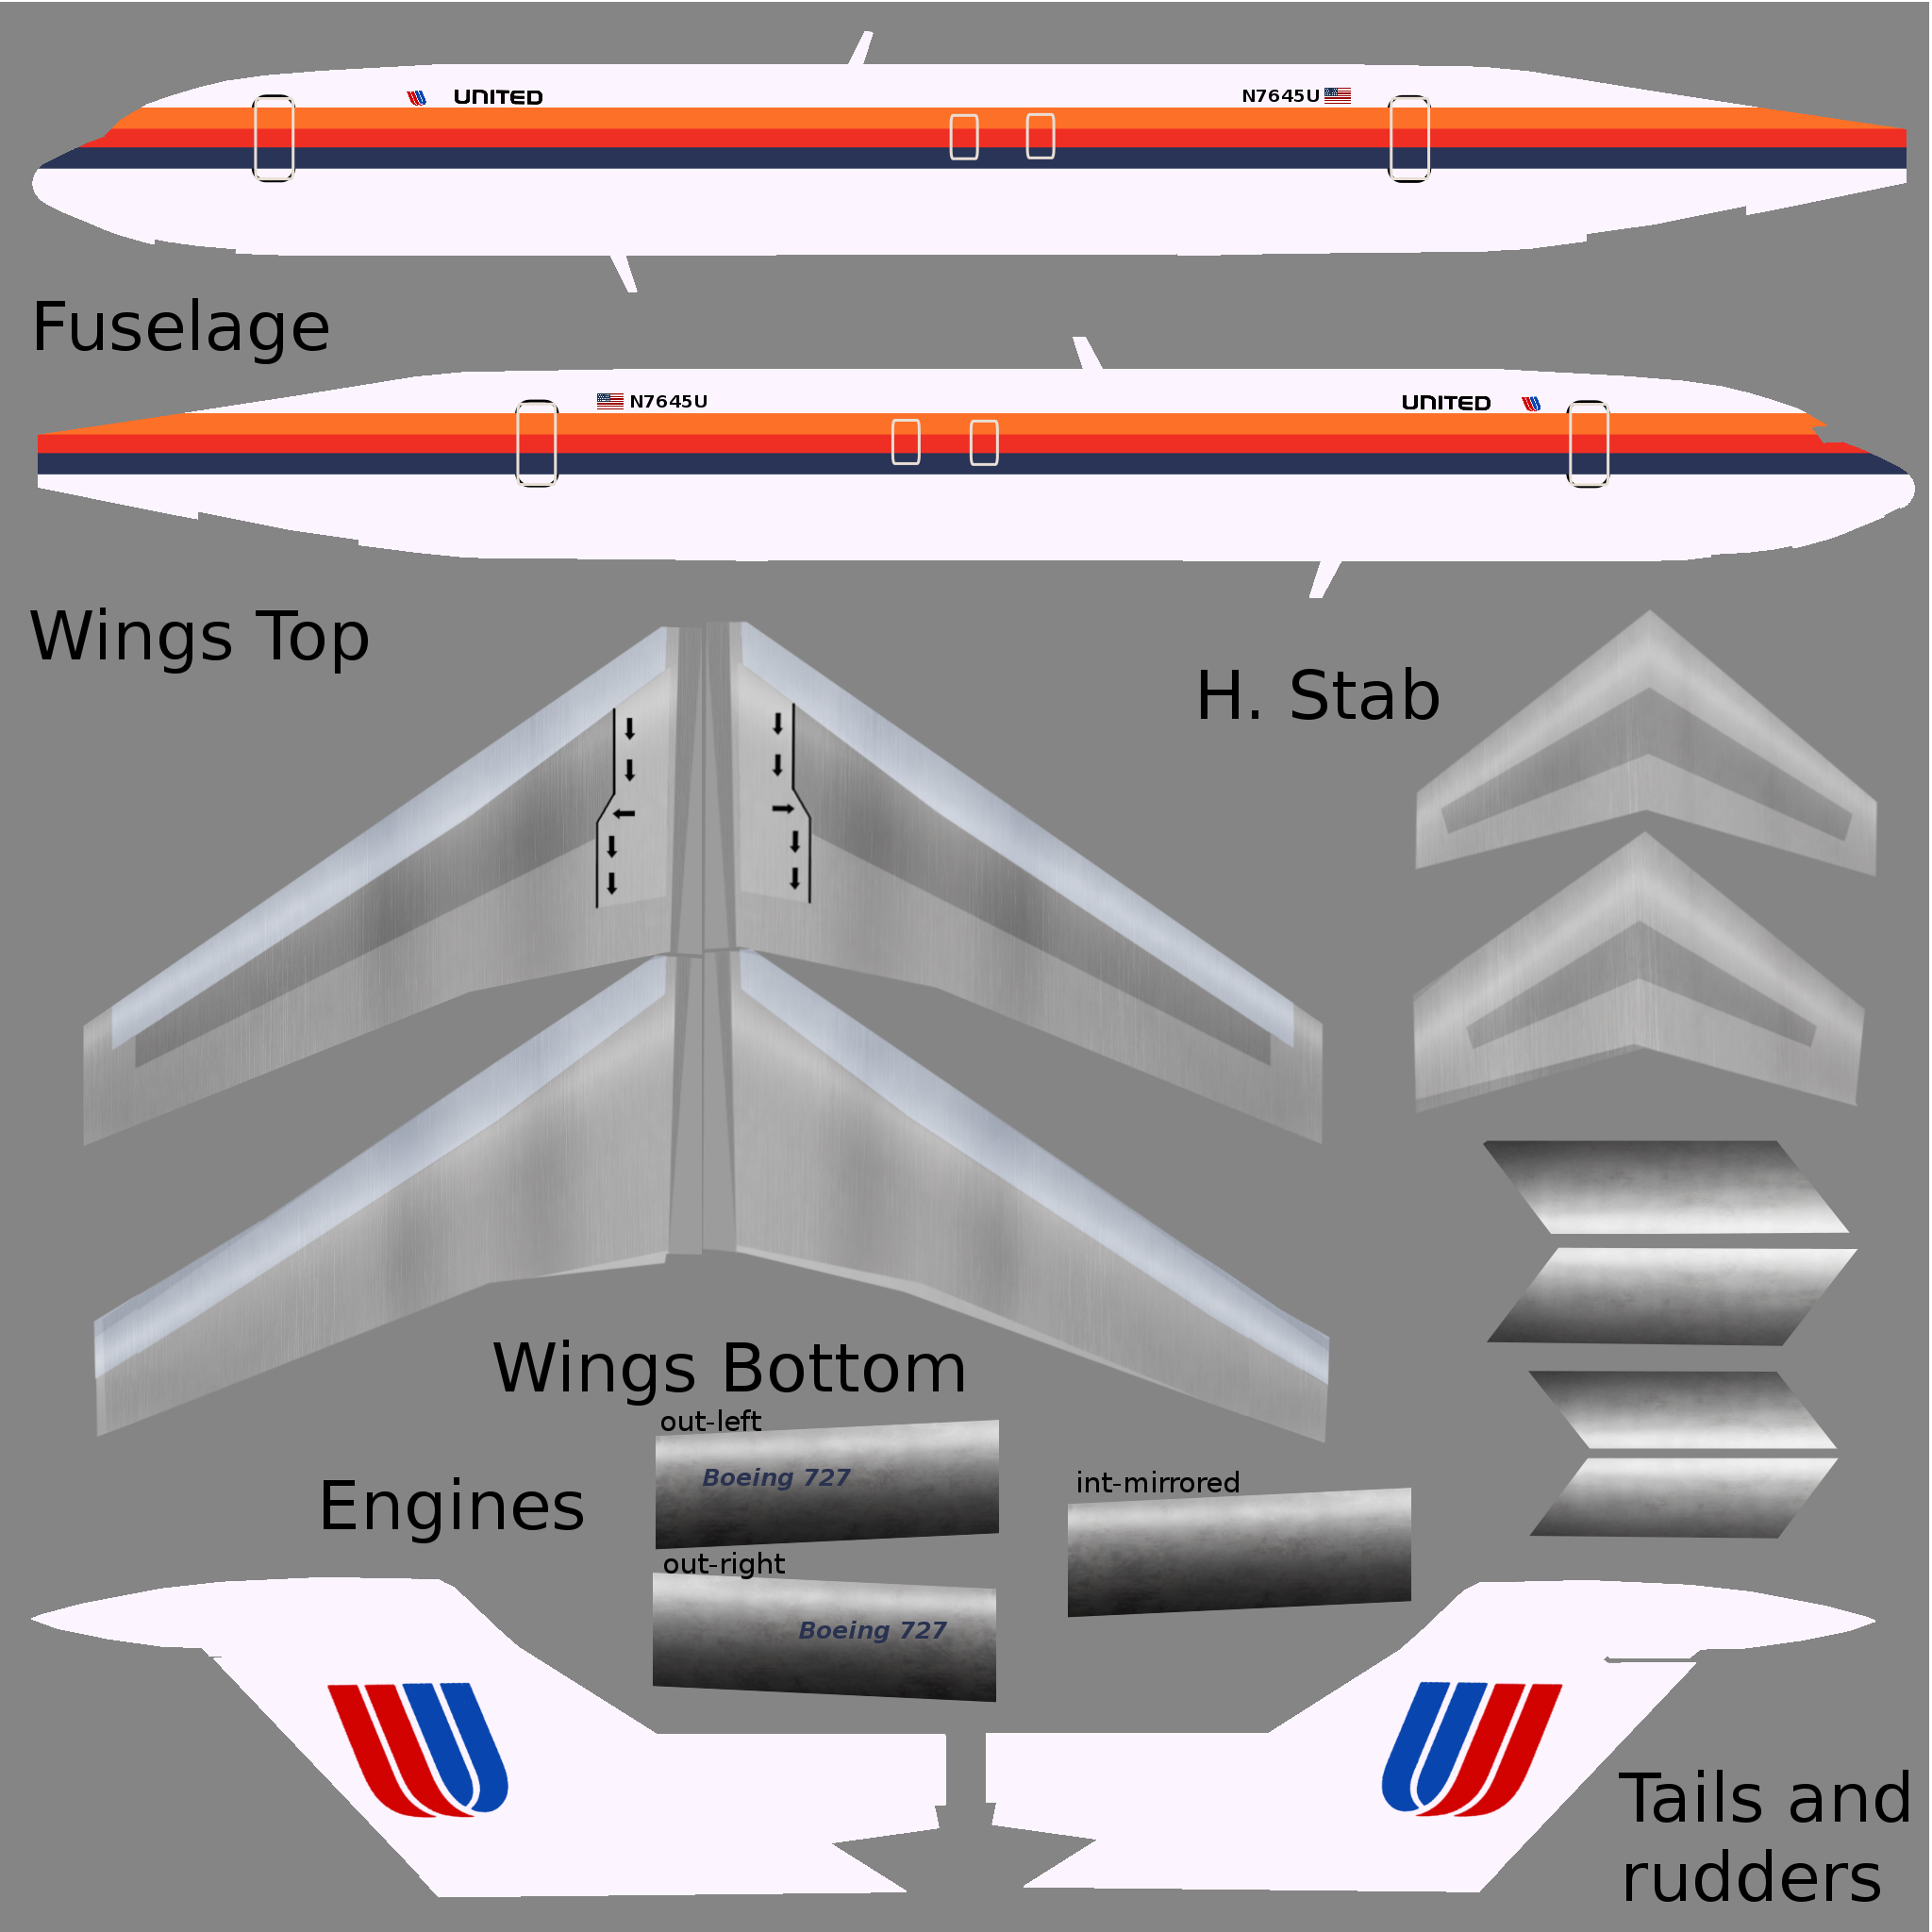 UNITED
N7645U
Fuselage
N7645U
UNITED
Wings Top
H. Stab
Wings Bottom
out-left
Boeing 727
Engines
int-mirrored
out-right
Boeing 727
Tails and
rudders